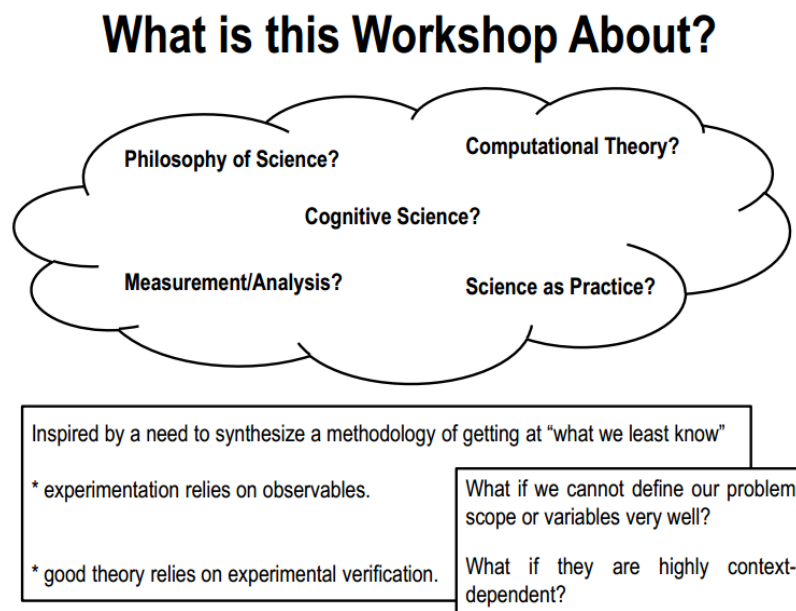 What is this Workshop About?
Philosophy of Science?
Computational Theory?
Cognitive Science?
Measurement/Analysis?
Science as Practice?
Inspired by a need to synthesize a methodology of getting at “what we least know”
* experimentation relies on observables.
* good theory relies on experimental verification.
What if we cannot define our problem
scope or variables very well?
What if they are highly context-
dependent?